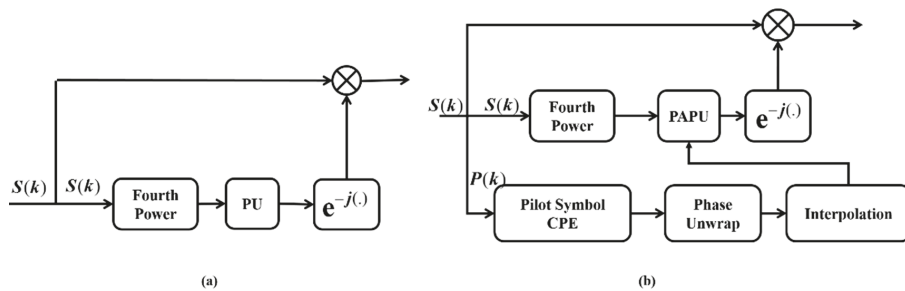 S(k)
S(k)
Fourth
Power
PU
e^{-j(.)}
(a)
S(k)
S(k)
Fourth
Power
PAPU
e^{-j(.)}
P(k)
Pilot Symbol
CPE
Phase
Unwrap
Interpolation
(b)